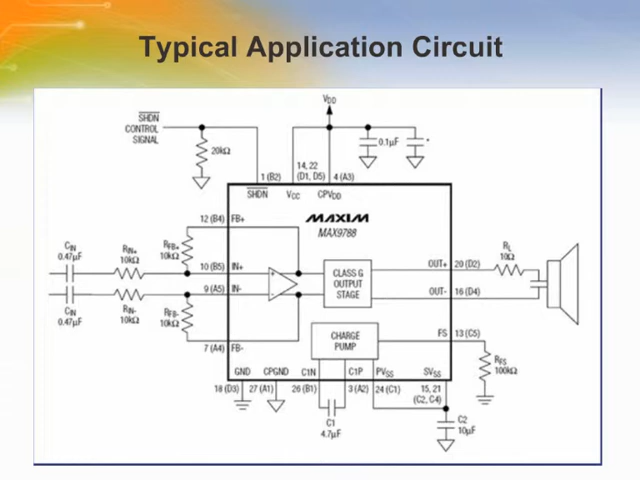 Typical Application Circuit
VDD
SHDN
CONTROL
SIGNAL
20kΩ
0.1µF
*
1 (B2)
14, 22
(D1, D5)
4 (A3)
SHDN
VCC
CPVDD
12 (B4)
FB+
MAXIM
MAX9788
CIN
0.47µF
RIN+
10kΩ
RFB+
10kΩ
10 (B5)
IN+
+
CLASS G
OUTPUT
STAGE
OUT+
20 (D2)
RL
10Ω
9 (A5)
IN-
-
OUT-
16 (D4)
CIN
0.47µF
RIN-
10kΩ
RFB-
10kΩ
CHARGE
PUMP
FS
13 (C5)
7 (A4)
FB-
RFS
100kΩ
GND
CPGND
C1N
C1P
PVSS
SVSS
18 (D3)
27 (A1)
26 (B1)
3 (A2)
24 (C1)
15, 21
(C2, C4)
C1
4.7µF
C2
10µF